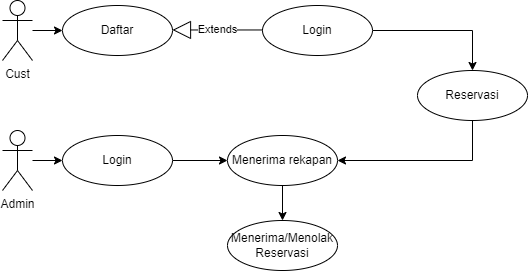 Daftar
Extends
Login
Cust
Reservasi
Login
Menerima rekapan
Admin
Menerima/Menolak
Reservasi